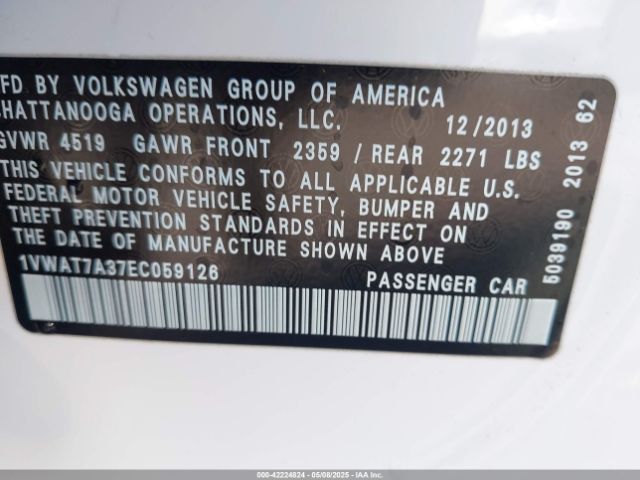 MFD BY VOLKSWAGEN GROUP OF AMERICA
CHATTANOOGA OPERATIONS, LLC. 12/2013
GVWR 4519 GAWR FRONT 2359 / REAR 2271 LBS
THIS VEHICLE CONFORMS TO ALL APPLICABLE U.S.
FEDERAL MOTOR VEHICLE SAFETY, BUMPER AND
THEFT PREVENTION STANDARDS IN EFFECT ON
THE DATE OF MANUFACTURE SHOWN ABOVE
1VWAT7A37EC059126 PASSENGER CAR
5039190 2013 62
000-42224824 - 05/08/2025 - IAA Inc.